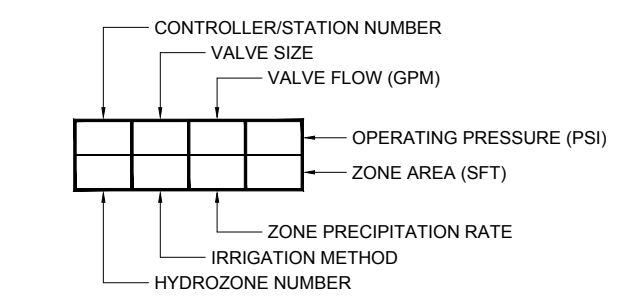 CONTROLLER/STATION NUMBER
VALVE SIZE
VALVE FLOW (GPM)
OPERATING PRESSURE (PSI)
ZONE AREA (SFT)
ZONE PRECIPITATION RATE
IRRIGATION METHOD
HYDROZONE NUMBER